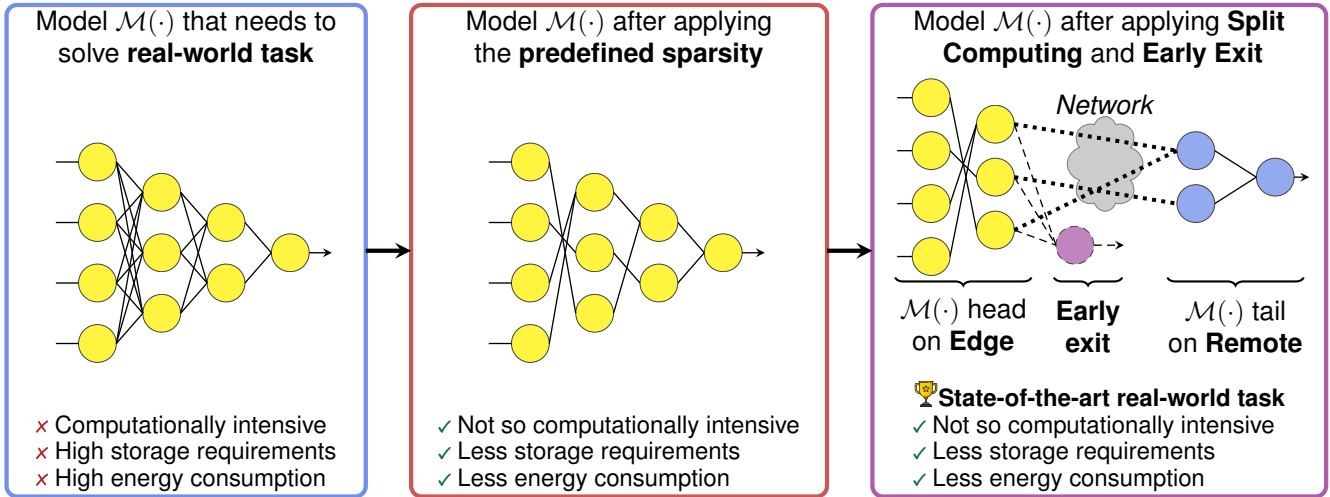 Model ℳ(·) that needs to
solve real-world task
✗ Computationally intensive
✗ High storage requirements
✗ High energy consumption
Model ℳ(·) after applying
the predefined sparsity
✓ Not so computationally intensive
✓ Less storage requirements
✓ Less energy consumption
Model ℳ(·) after applying Split
Computing and Early Exit
Network
ℳ(·) head
on Edge
Early
exit
ℳ(·) tail
on Remote
🏆State-of-the-art real-world task
✓ Not so computationally intensive
✓ Less storage requirements
✓ Less energy consumption